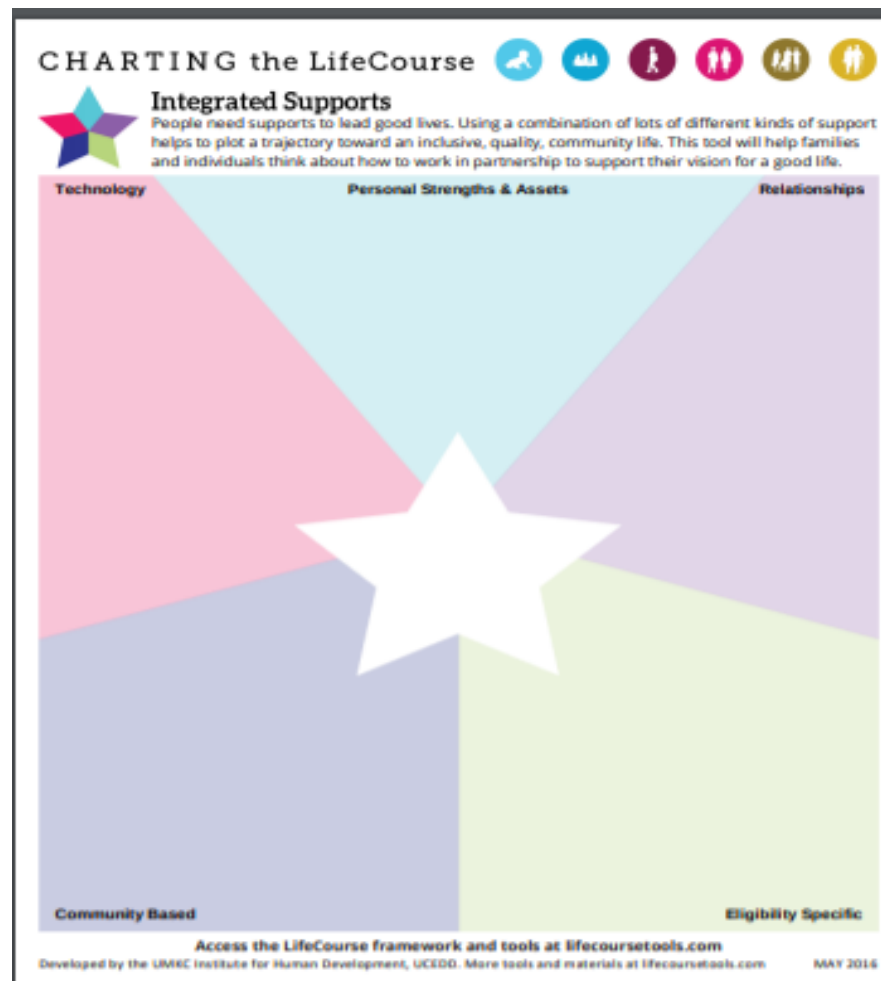 CHARTING the LifeCourse
Integrated Supports
People need supports to lead good lives. Using a combination of lots of different kinds of support
helps to plot a trajectory toward an inclusive, quality, community life. This tool will help families
and individuals think about how to work in partnership to support their vision for a good life.
Technology
Personal Strengths & Assets
Relationships
Community Based
Eligibility Specific
Access the LifeCourse framework and tools at lifecoursetools.com
Developed by the UMKC Institute for Human Development, UCEDD. More tools and materials at lifecoursetools.com
MAY 2016